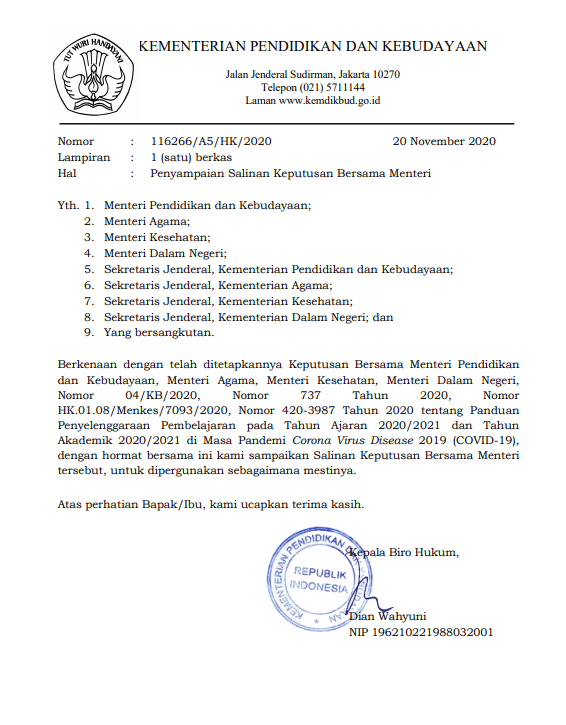 TUT WURI HANDAYANI
KEMENTERIAN PENDIDIKAN DAN KEBUDAYAAN
Jalan Jenderal Sudirman, Jakarta 10270
Telepon (021) 5711144
Laman www.kemdikbud.go.id
Nomor : 116266/A5/HK/2020 20 November 2020
Lampiran : 1 (satu) berkas
Hal : Penyampaian Salinan Keputusan Bersama Menteri
Yth. 1. Menteri Pendidikan dan Kebudayaan;
2. Menteri Agama;
3. Menteri Kesehatan;
4. Menteri Dalam Negeri;
5. Sekretaris Jenderal, Kementerian Pendidikan dan Kebudayaan;
6. Sekretaris Jenderal, Kementerian Agama;
7. Sekretaris Jenderal, Kementerian Kesehatan;
8. Sekretaris Jenderal, Kementerian Dalam Negeri; dan
9. Yang bersangkutan.
Berkenaan dengan telah ditetapkannya Keputusan Bersama Menteri Pendidikan
dan Kebudayaan, Menteri Agama, Menteri Kesehatan, Menteri Dalam Negeri,
Nomor 04/KB/2020, Nomor 737 Tahun 2020, Nomor
HK.01.08/Menkes/7093/2020, Nomor 420-3987 Tahun 2020 tentang Panduan
Penyelenggaraan Pembelajaran pada Tahun Ajaran 2020/2021 dan Tahun
Akademik 2020/2021 di Masa Pandemi Corona Virus Disease 2019 (COVID-19),
dengan hormat bersama ini kami sampaikan Salinan Keputusan Bersama Menteri
tersebut, untuk dipergunakan sebagaimana mestinya.
Atas perhatian Bapak/Ibu, kami ucapkan terima kasih.
Kepala Biro Hukum,
KEMENTERIAN PENDIDIKAN DAN
REPUBLIK
INDONESIA
Dian Wahyuni
NIP 196210221988032001